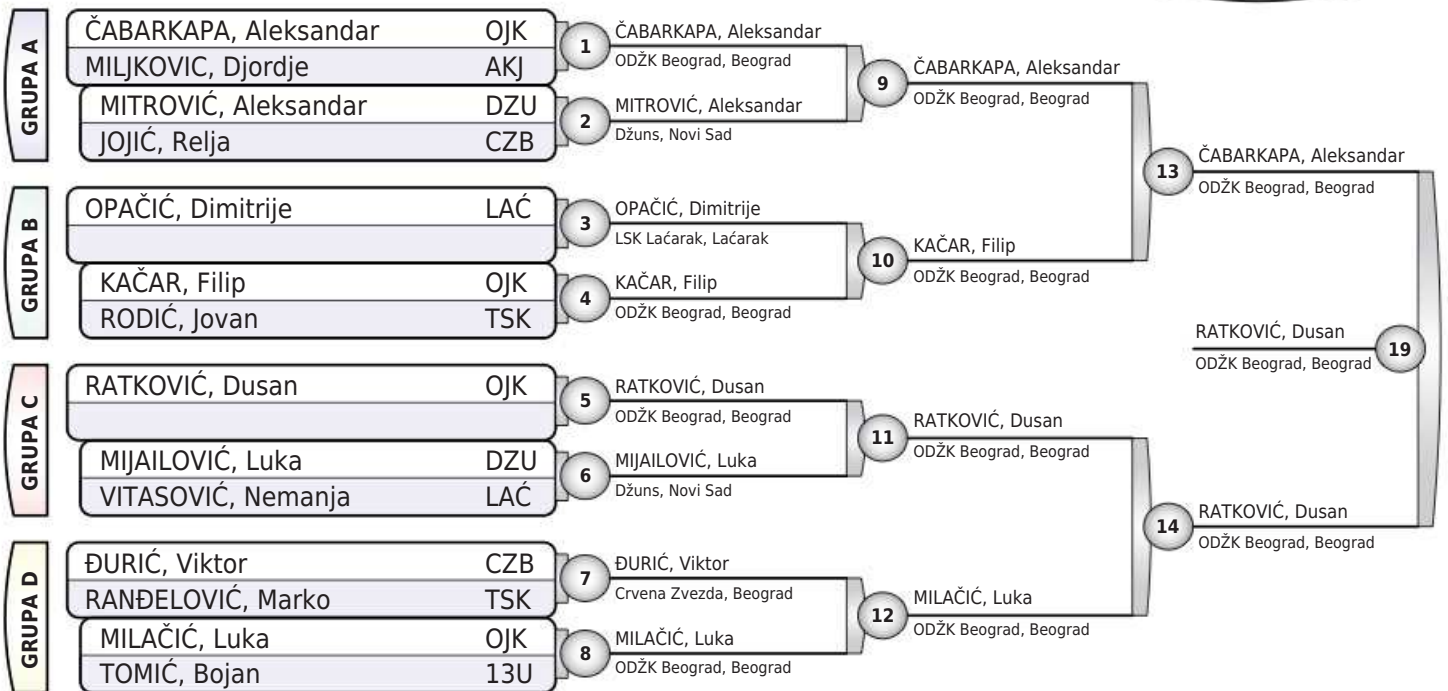 GRUPA A
ČABARKAPA, Aleksandar OJK
MILJKOVIC, Djordje AKJ
MITROVIĆ, Aleksandar DZU
JOJIĆ, Relja CZB
GRUPA B
OPAČIĆ, Dimitrije LAĆ
KAČAR, Filip OJK
RODIĆ, Jovan TSK
GRUPA C
RATKOVIĆ, Dusan OJK
MIJAILOVIĆ, Luka DZU
VITASOVIĆ, Nemanja LAĆ
GRUPA D
ĐURIĆ, Viktor CZB
RANĐELOVIĆ, Marko TSK
MILAČIĆ, Luka OJK
TOMIĆ, Bojan 13U
1
ČABARKAPA, Aleksandar
ODŽK Beograd, Beograd
2
MITROVIĆ, Aleksandar
Džuns, Novi Sad
3
OPAČIĆ, Dimitrije
LSK Laćarak, Laćarak
4
KAČAR, Filip
ODŽK Beograd, Beograd
5
RATKOVIĆ, Dusan
ODŽK Beograd, Beograd
6
MIJAILOVIĆ, Luka
Džuns, Novi Sad
7
ĐURIĆ, Viktor
Crvena Zvezda, Beograd
8
MILAČIĆ, Luka
ODŽK Beograd, Beograd
9
ČABARKAPA, Aleksandar
ODŽK Beograd, Beograd
10
KAČAR, Filip
ODŽK Beograd, Beograd
11
RATKOVIĆ, Dusan
ODŽK Beograd, Beograd
12
MILAČIĆ, Luka
ODŽK Beograd, Beograd
13
ČABARKAPA, Aleksandar
ODŽK Beograd, Beograd
14
RATKOVIĆ, Dusan
ODŽK Beograd, Beograd
RATKOVIĆ, Dusan
ODŽK Beograd, Beograd
19